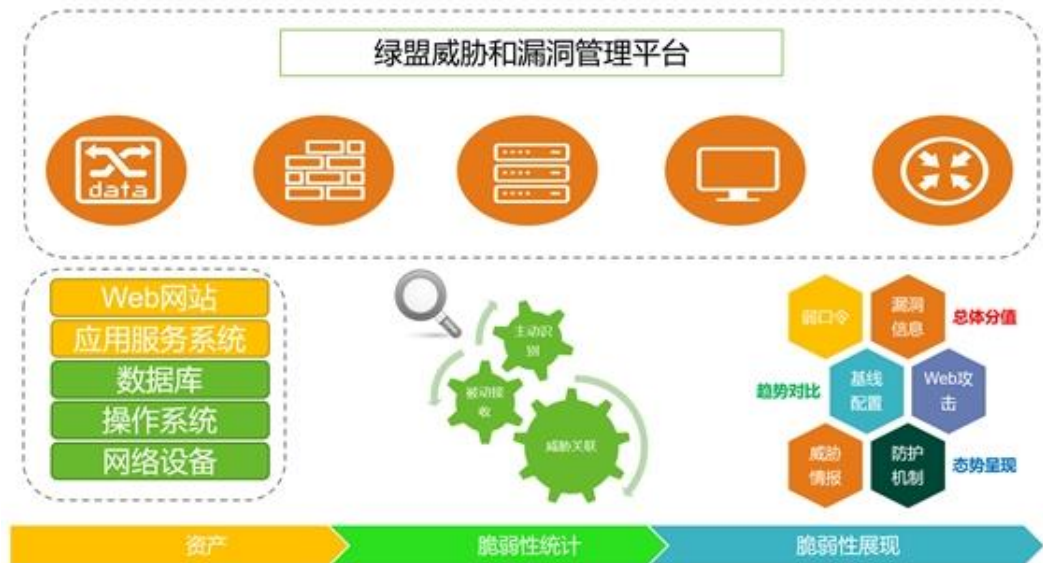 绿盟威胁和漏洞管理平台
data
Web网站
应用服务系统
数据库
操作系统
网络设备
主动识
别
被动接
收
威胁关联
弱口令
漏洞
信息
总体分值
趋势对比
基线
配置
Web攻
击
威胁
情报
防护
机制
态势呈现
资产
脆弱性统计
脆弱性展现